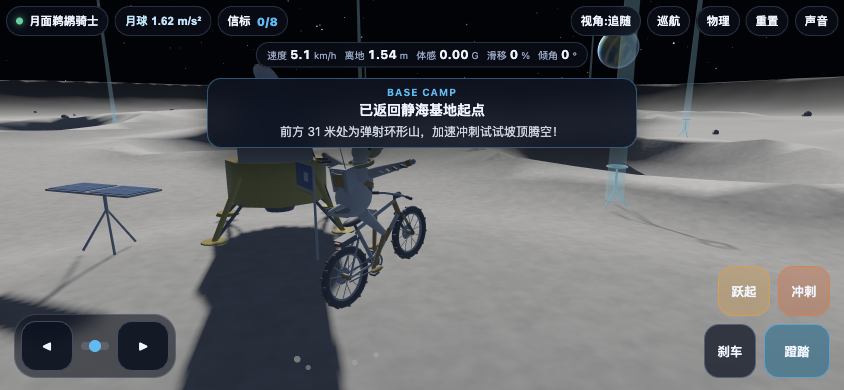 月面鹈鹕骑士 月球 1.62 m/s² 信标 0/8 视角:追随 巡航 物理 重置 声音
速度 5.1 km/h 离地 1.54 m 体感 0.00 G 滑移 0 % 倾角 0 °
BASE CAMP
已返回静海基地起点
前方 31 米处为弹射环形山，加速冲刺试试坡顶腾空！
跃起 冲刺
◀ ▶ 刹车 蹬踏